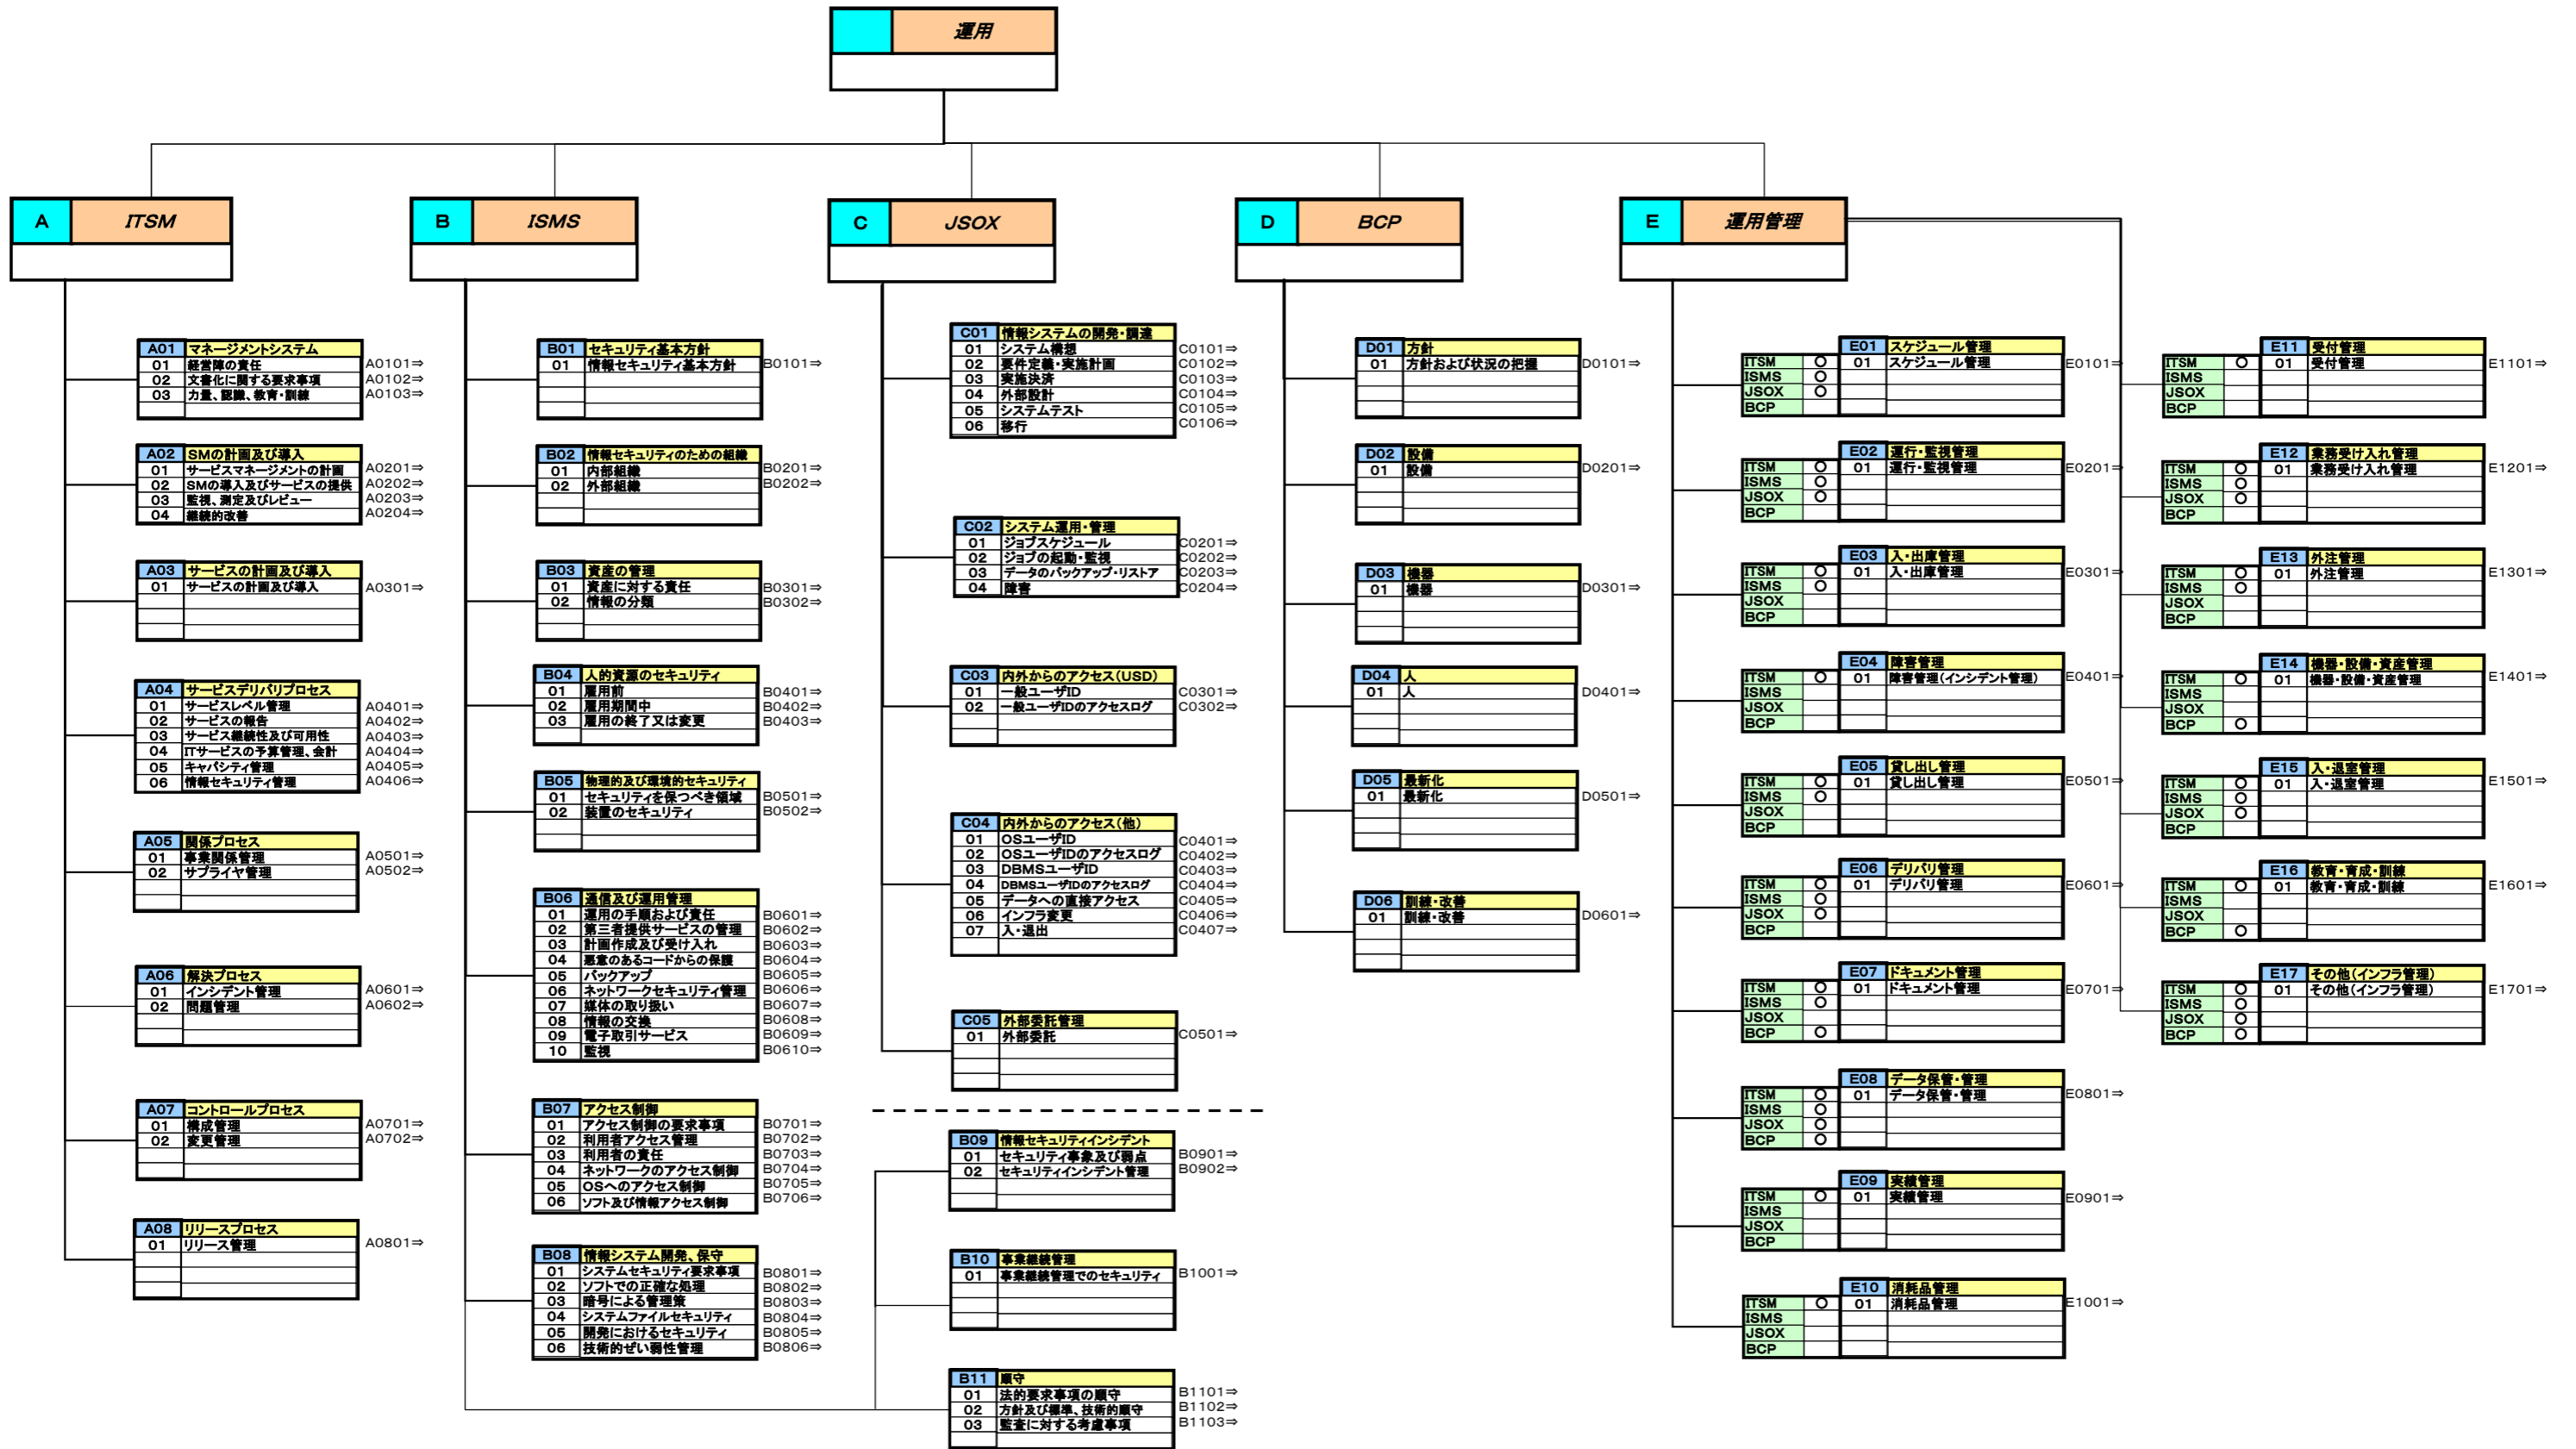 運用
A ITSM
B ISMS
C JSOX
D BCP
E 運用管理
A01 マネージメントシステム
01 経営陣の責任 A0101⇒
02 文書化に関する要求事項 A0102⇒
03 力量、認識、教育・訓練 A0103⇒
A02 SMの計画及び導入
01 サービスマネージメントの計画 A0201⇒
02 SMの導入及びサービスの提供 A0202⇒
03 監視、測定及びレビュー A0203⇒
04 継続的改善 A0204⇒
A03 サービスの計画及び導入
01 サービスの計画及び導入 A0301⇒
A04 サービスデリバリプロセス
01 サービスレベル管理 A0401⇒
02 サービスの報告 A0402⇒
03 サービス継続性及び可用性 A0403⇒
04 ITサービスの予算管理、会計 A0404⇒
05 キャパシティ管理 A0405⇒
06 情報セキュリティ管理 A0406⇒
A05 関係プロセス
01 事業関係管理 A0501⇒
02 サプライヤ管理 A0502⇒
A06 解決プロセス
01 インシデント管理 A0601⇒
02 問題管理 A0602⇒
A07 コントロールプロセス
01 構成管理 A0701⇒
02 変更管理 A0702⇒
A08 リリースプロセス
01 リリース管理 A0801⇒
B01 セキュリティ基本方針
01 情報セキュリティ基本方針 B0101⇒
B02 情報セキュリティのための組織
01 内部組織 B0201⇒
02 外部組織 B0202⇒
B03 資産の管理
01 資産に対する責任 B0301⇒
02 情報の分類 B0302⇒
B04 人的資源のセキュリティ
01 雇用前 B0401⇒
02 雇用期間中 B0402⇒
03 雇用の終了又は変更 B0403⇒
B05 物理的及び環境的セキュリティ
01 セキュリティを保つべき領域 B0501⇒
02 装置のセキュリティ B0502⇒
B06 通信及び運用管理
01 運用の手順および責任 B0601⇒
02 第三者提供サービスの管理 B0602⇒
03 計画作成及び受け入れ B0603⇒
04 悪意のあるコードからの保護 B0604⇒
05 バックアップ B0605⇒
06 ネットワークセキュリティ管理 B0606⇒
07 媒体の取り扱い B0607⇒
08 情報の交換 B0608⇒
09 電子取引サービス B0609⇒
10 監視 B0610⇒
B07 アクセス制御
01 アクセス制御の要求事項 B0701⇒
02 利用者アクセス管理 B0702⇒
03 利用者の責任 B0703⇒
04 ネットワークのアクセス制御 B0704⇒
05 OSへのアクセス制御 B0705⇒
06 ソフト及び情報アクセス制御 B0706⇒
B08 情報システム開発、保守
01 システムセキュリティ要求事項 B0801⇒
02 ソフトでの正確な処理 B0802⇒
03 暗号による管理策 B0803⇒
04 システムファイルセキュリティ B0804⇒
05 開発におけるセキュリティ B0805⇒
06 技術的ぜい弱性管理 B0806⇒
C01 情報システムの開発・調達
01 システム構想 C0101⇒
02 要件定義・実施計画 C0102⇒
03 実施決済 C0103⇒
04 外部設計 C0104⇒
05 システムテスト C0105⇒
06 移行 C0106⇒
C02 システム運用・管理
01 ジョブスケジュール C0201⇒
02 ジョブの起動・監視 C0202⇒
03 データのバックアップ・リストア C0203⇒
04 障害 C0204⇒
C03 内外からのアクセス(USD)
01 一般ユーザID C0301⇒
02 一般ユーザIDのアクセスログ C0302⇒
C04 内外からのアクセス(他)
01 OSユーザID C0401⇒
02 OSユーザIDのアクセスログ C0402⇒
03 DBMSユーザID C0403⇒
04 DBMSユーザIDのアクセスログ C0404⇒
05 データへの直接アクセス C0405⇒
06 インフラ変更 C0406⇒
07 入・退出 C0407⇒
C05 外部委託管理
01 外部委託 C0501⇒
B09 情報セキュリティインシデント
01 セキュリティ事象及び弱点 B0901⇒
02 セキュリティインシデント管理 B0902⇒
B10 事業継続管理
01 事業継続管理でのセキュリティ B1001⇒
B11 順守
01 法的要求事項の順守 B1101⇒
02 方針及び標準、技術的順守 B1102⇒
03 監査に対する考慮事項 B1103⇒
D01 方針
01 方針および状況の把握 D0101⇒
D02 設備
01 設備 D0201⇒
D03 機器
01 機器 D0301⇒
D04 人
01 人 D0401⇒
D05 最新化
01 最新化 D0501⇒
D06 訓練・改善
01 訓練・改善 D0601⇒
E01 スケジュール管理
ITSM ○ 01 スケジュール管理 E0101⇒
ISMS ○
JSOX ○
BCP
E02 運行・監視管理
ITSM ○ 01 運行・監視管理 E0201⇒
ISMS ○
JSOX ○
BCP
E03 入・出庫管理
ITSM ○ 01 入・出庫管理 E0301⇒
ISMS ○
JSOX
BCP
E04 障害管理
ITSM ○ 01 障害管理(インシデント管理) E0401⇒
ISMS
JSOX
BCP
E05 貸し出し管理
ITSM ○ 01 貸し出し管理 E0501⇒
ISMS ○
JSOX
BCP
E06 デリバリ管理
ITSM ○ 01 デリバリ管理 E0601⇒
ISMS ○
JSOX ○
BCP
E07 ドキュメント管理
ITSM ○ 01 ドキュメント管理 E0701⇒
ISMS ○
JSOX
BCP ○
E08 データ保管・管理
ITSM ○ 01 データ保管・管理 E0801⇒
ISMS ○
JSOX ○
BCP ○
E09 実績管理
ITSM ○ 01 実績管理 E0901⇒
ISMS
JSOX
BCP
E10 消耗品管理
ITSM ○ 01 消耗品管理 E1001⇒
ISMS
JSOX
BCP
E11 受付管理
ITSM ○ 01 受付管理 E1101⇒
ISMS
JSOX
BCP
E12 業務受け入れ管理
ITSM ○ 01 業務受け入れ管理 E1201⇒
ISMS ○
JSOX ○
BCP
E13 外注管理
ITSM ○ 01 外注管理 E1301⇒
ISMS ○
JSOX
BCP
E14 機器・設備・資産管理
ITSM ○ 01 機器・設備・資産管理 E1401⇒
ISMS
JSOX
BCP ○
E15 入・退室管理
ITSM ○ 01 入・退室管理 E1501⇒
ISMS ○
JSOX ○
BCP
E16 教育・育成・訓練
ITSM ○ 01 教育・育成・訓練 E1601⇒
ISMS
JSOX
BCP ○
E17 その他(インフラ管理)
ITSM ○ 01 その他(インフラ管理) E1701⇒
ISMS ○
JSOX ○
BCP ○